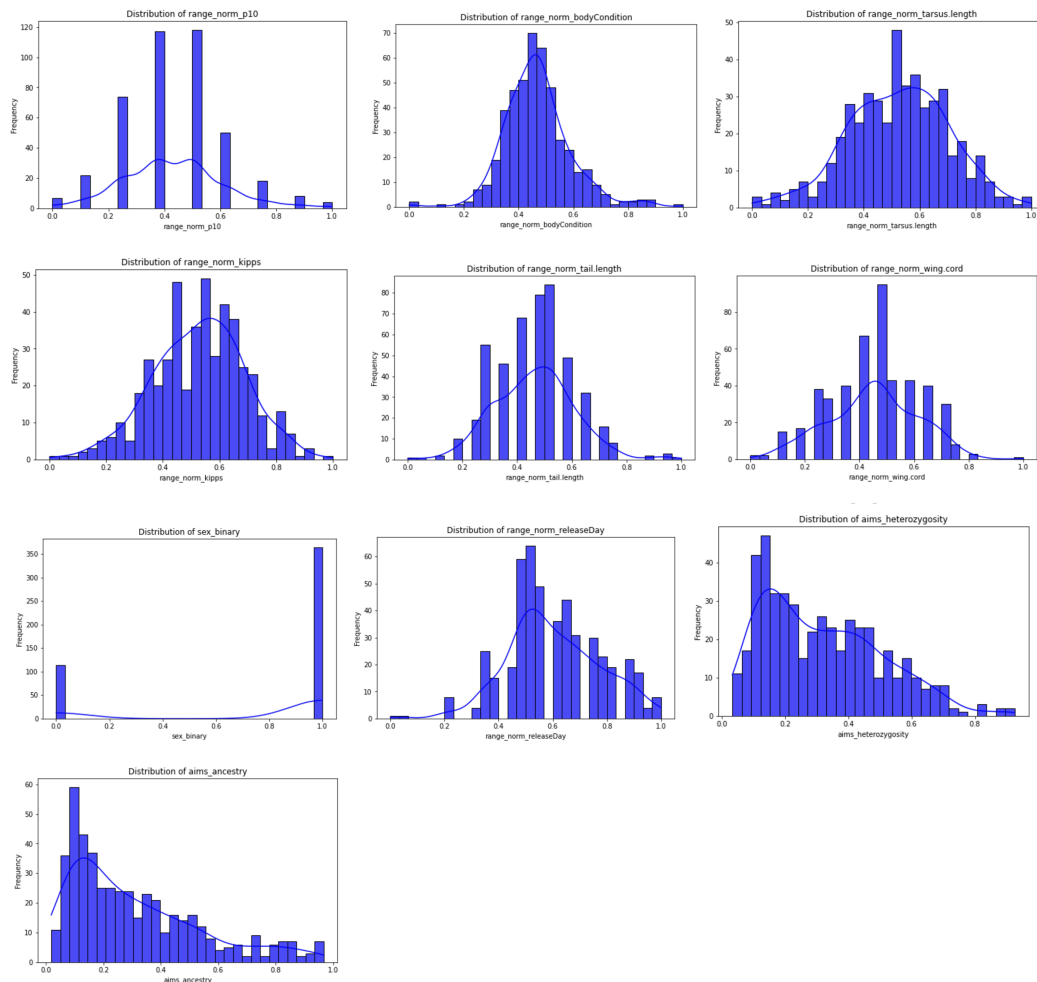 Distribution of range_norm_p10
120
100
80
60
40
20
0
Frequency
0.0 0.2 0.4 0.6 0.8 1.0
range_norm_p10
Distribution of range_norm_bodyCondition
70
60
50
40
30
20
10
0
Frequency
0.0 0.2 0.4 0.6 0.8 1.0
range_norm_bodyCondition
Distribution of range_norm_tarsus.length
50
40
30
20
10
0
Frequency
0.0 0.2 0.4 0.6 0.8 1.0
range_norm_tarsus.length
Distribution of range_norm_kipps
50
40
30
20
10
0
Frequency
0.0 0.2 0.4 0.6 0.8 1.0
range_norm_kipps
Distribution of range_norm_tail.length
80
70
60
50
40
30
20
10
0
Frequency
0.0 0.2 0.4 0.6 0.8 1.0
range_norm_tail.length
Distribution of range_norm_wing.cord
80
60
40
20
0
Frequency
0.0 0.2 0.4 0.6 0.8 1.0
range_norm_wing.cord
Distribution of sex_binary
350
300
250
200
150
100
50
0
Frequency
0.0 0.2 0.4 0.6 0.8 1.0
sex_binary
Distribution of range_norm_releaseDay
60
50
40
30
20
10
0
Frequency
0.0 0.2 0.4 0.6 0.8 1.0
range_norm_releaseDay
Distribution of aims_heterozygosity
40
30
20
10
0
Frequency
0.0 0.2 0.4 0.6 0.8
aims_heterozygosity
Distribution of aims_ancestry
60
50
40
30
20
10
0
Frequency
0.0 0.2 0.4 0.6 0.8 1.0
aims_ancestry